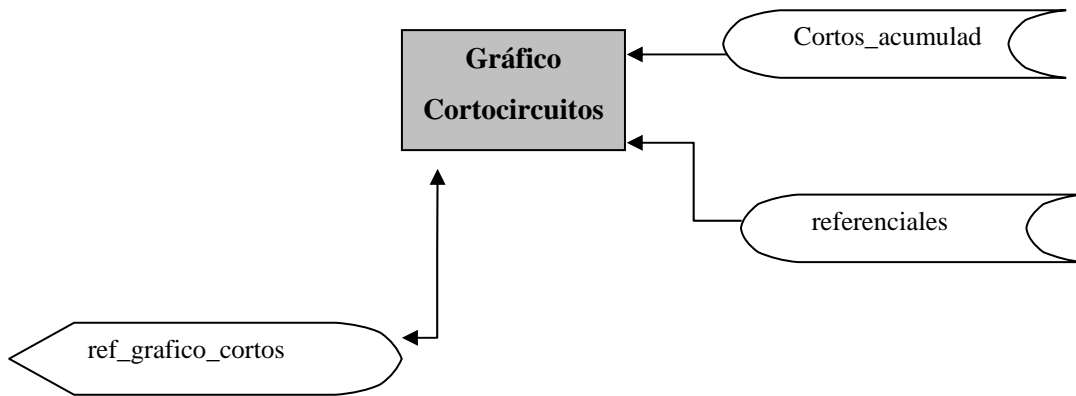 Cortos_acumulad
Gráfico
Cortocircuitos
referenciales
ref_grafico_cortos